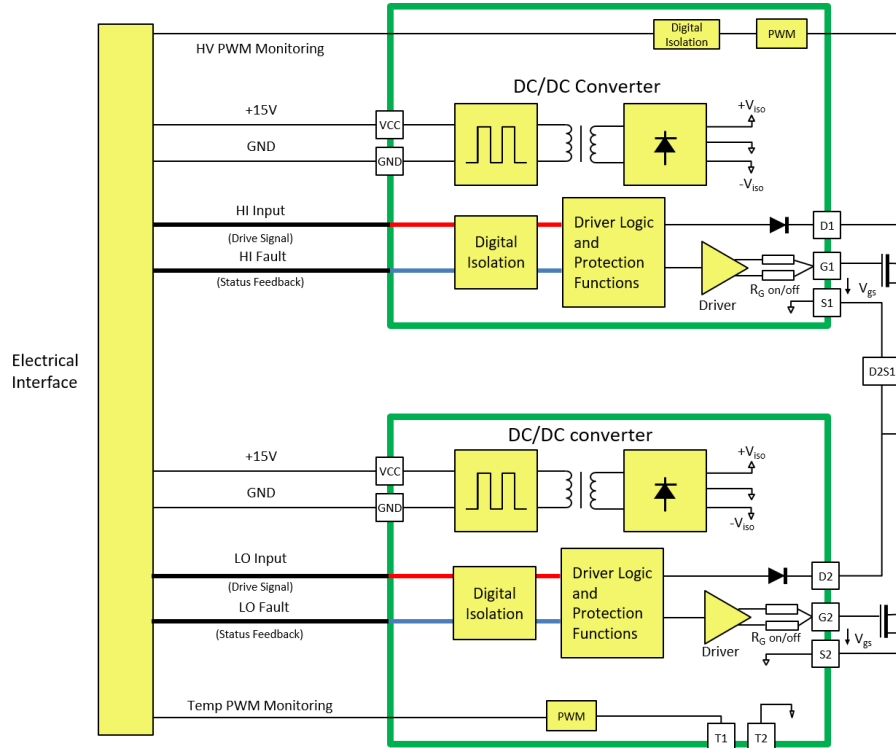 HV PWM Monitoring
Digital
Isolation
PWM
DC/DC Converter
+15V
VCC
GND
GND
+Viso
-Viso
HI Input
(Drive Signal)
HI Fault
(Status Feedback)
Digital
Isolation
Driver Logic
and
Protection
Functions
Driver
RG on/off
D1
G1
S1
Vgs
Electrical
Interface
D2S1
DC/DC converter
+15V
VCC
GND
GND
+Viso
-Viso
LO Input
(Drive Signal)
LO Fault
(Status Feedback)
Digital
Isolation
Driver Logic
and
Protection
Functions
Driver
RG on/off
D2
G2
S2
Vgs
Temp PWM Monitoring
PWM
T1
T2